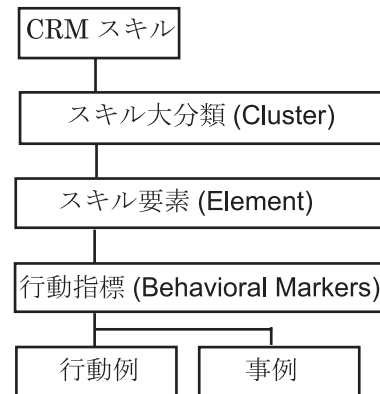 CRM スキル
スキル大分類 (Cluster)
スキル要素 (Element)
行動指標 (Behavioral Markers)
行動例
事例